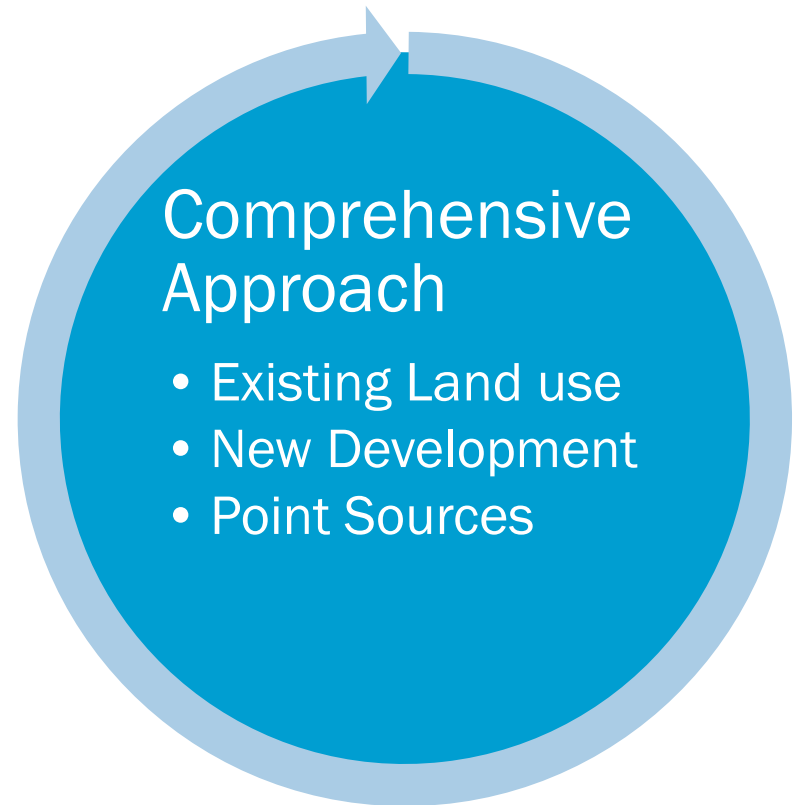 Comprehensive
Approach
• Existing Land use
• New Development
• Point Sources